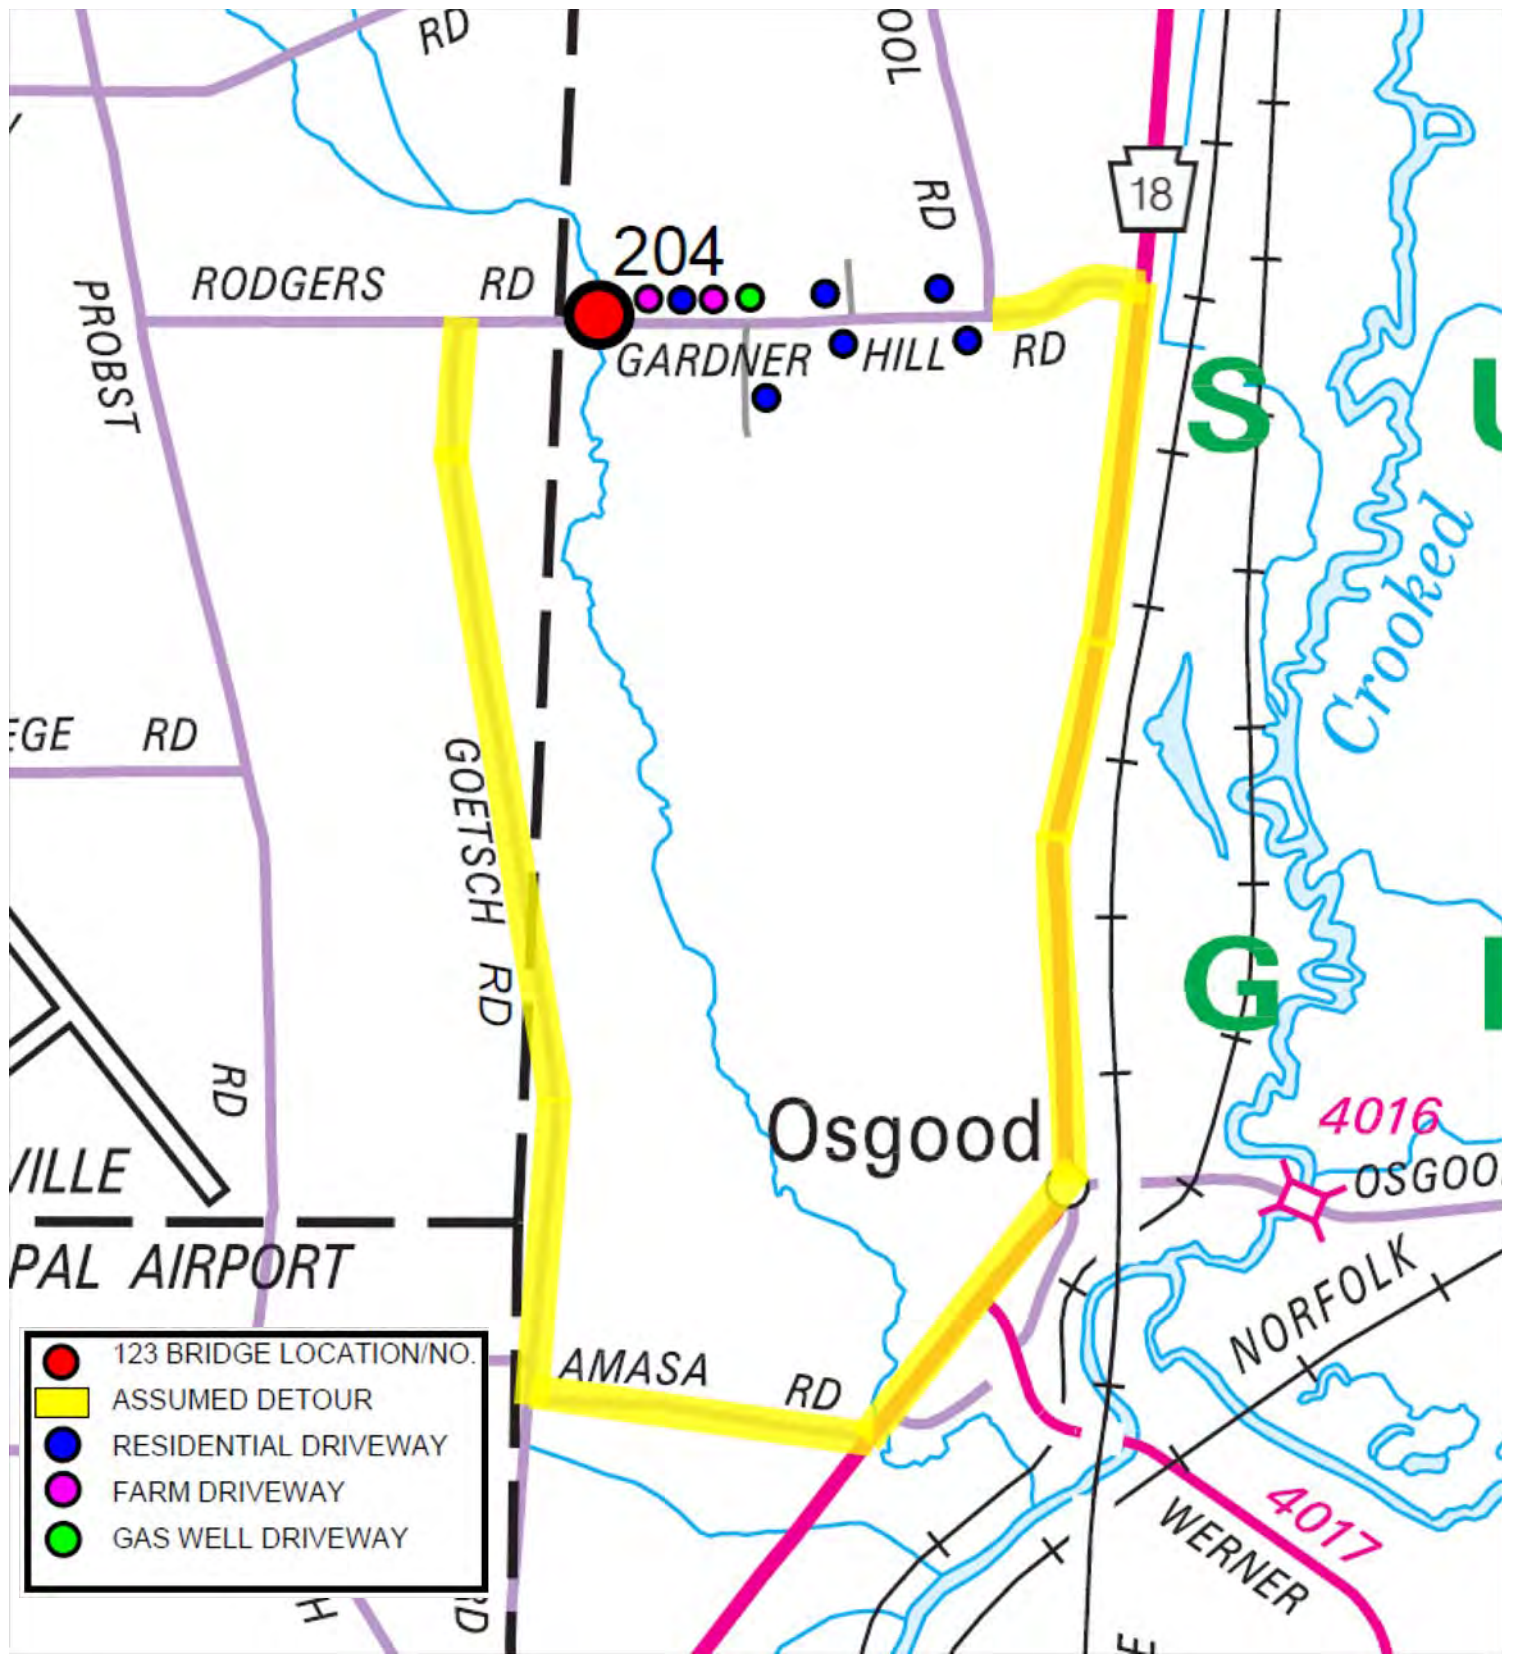 RD
OOL
RD
18
204
RODGERS RD
PROBST
GARDNER HILL RD
S
U
Crooked
EGE RD
GOETSCH RD
G
RD
Osgood
4016
OSGOO
VILLE
PAL AIRPORT
NORFOLK
AMASA RD
123 BRIDGE LOCATION/NO.
ASSUMED DETOUR
RESIDENTIAL DRIVEWAY
FARM DRIVEWAY
GAS WELL DRIVEWAY
4017
WERNER
H
RD
E